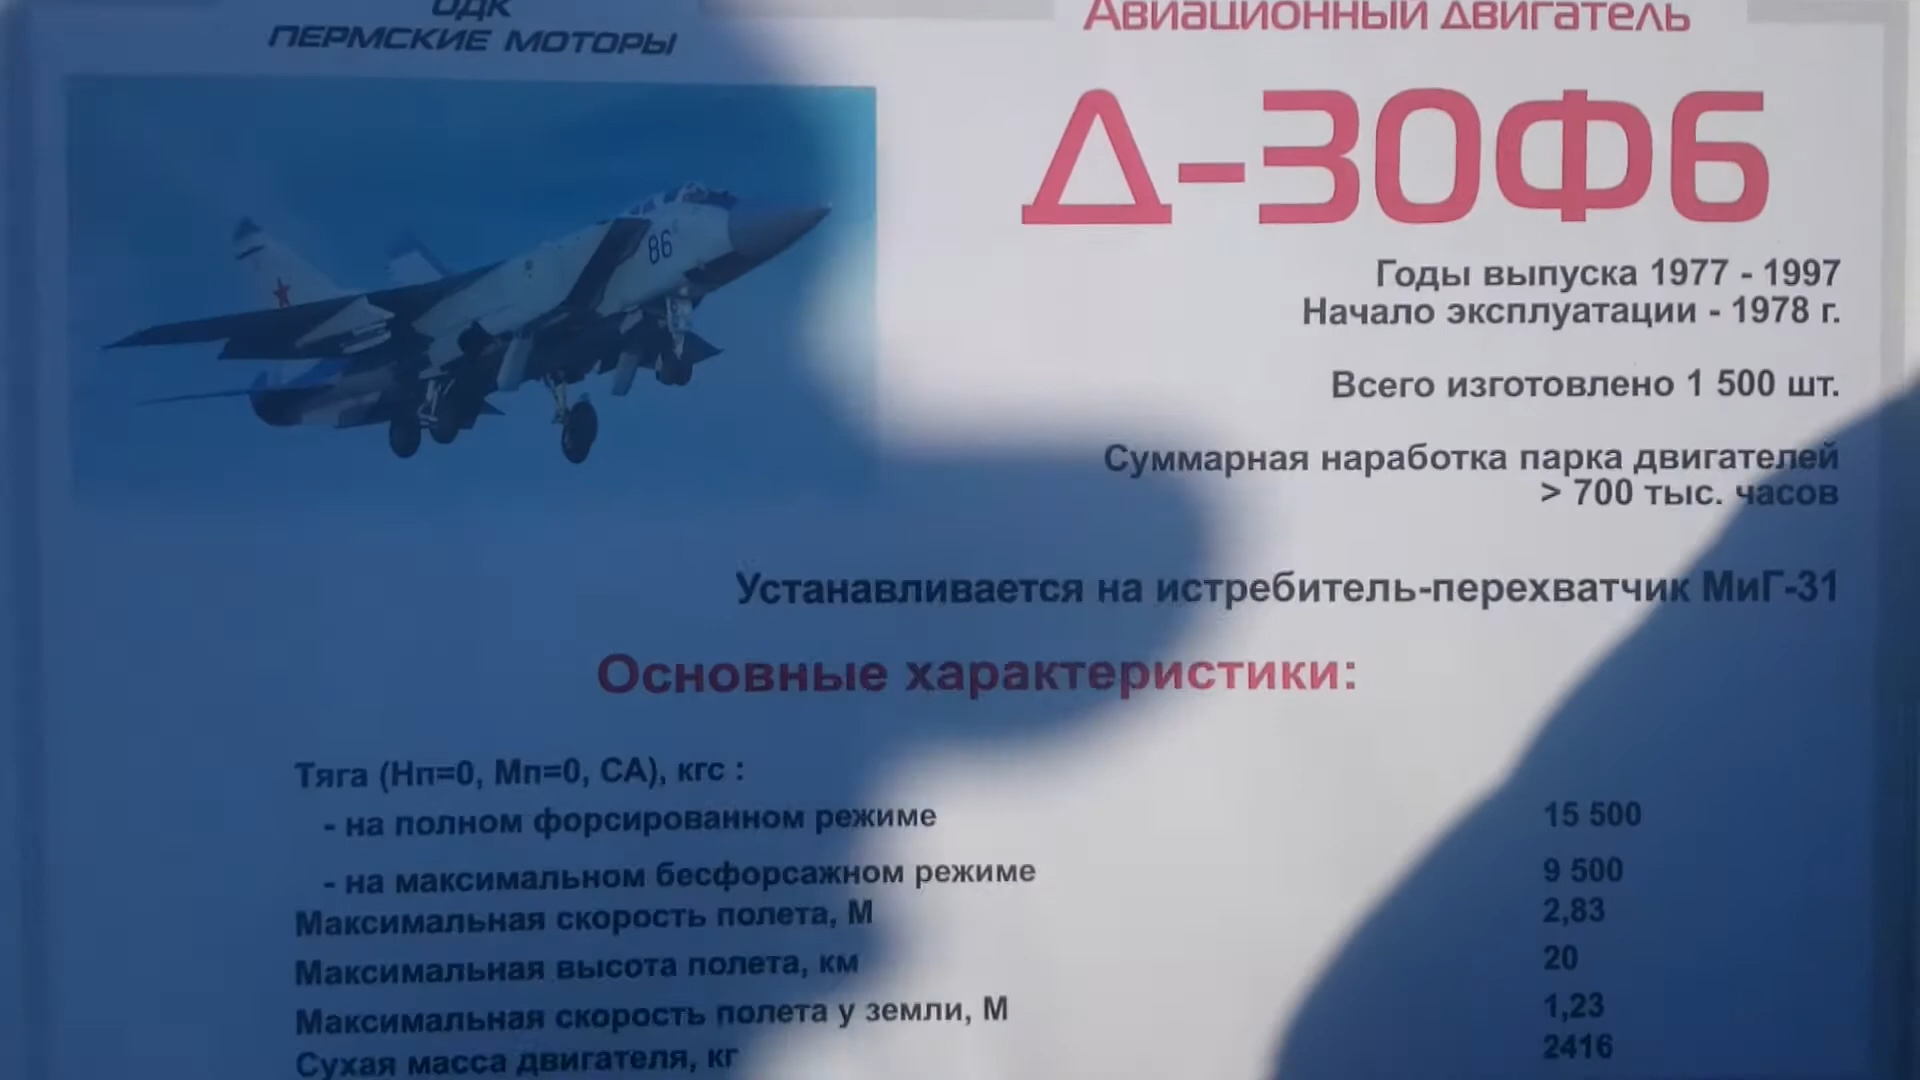 ОДК
ПЕРМСКИЕ МОТОРЫ
Авиационный двигатель
Д-30Ф6
86
Годы выпуска 1977 - 1997
Начало эксплуатации - 1978 г.
Всего изготовлено 1 500 шт.
Суммарная наработка парка двигателей
> 700 тыс. часов
Устанавливается на истребитель-перехватчик МиГ-31
Основные характеристики:
Тяга (Нп=0, Мп=0, СА), кгс :
- на полном форсированном режиме 15 500
- на максимальном бесфорсажном режиме 9 500
Максимальная скорость полета, М 2,83
Максимальная высота полета, км 20
Максимальная скорость полета у земли, М 1,23
Сухая масса двигателя, кг 2416